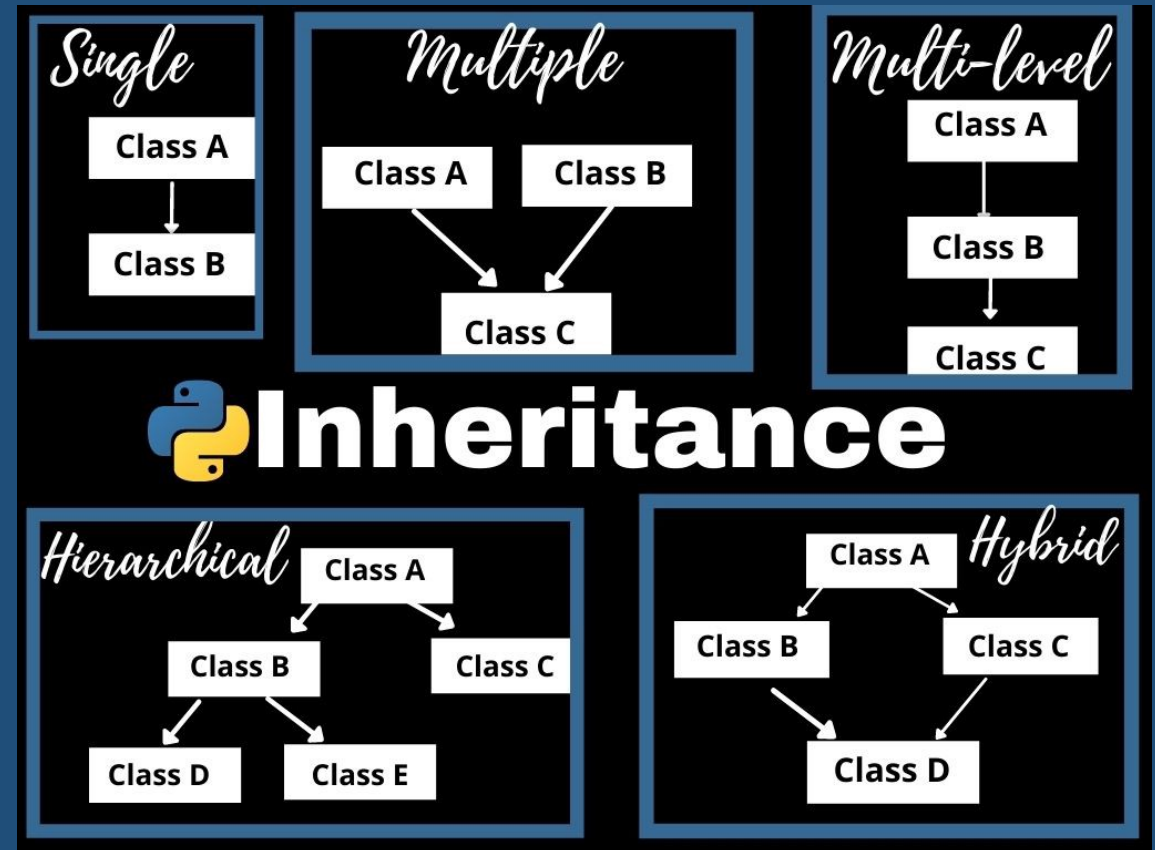 Single
Class A
Class B
Multiple
Class A
Class B
Class C
Multi-level
Class A
Class B
Class C
Inheritance
Hierarchical
Class A
Class B
Class C
Class D
Class E
Hybrid
Class A
Class B
Class C
Class D